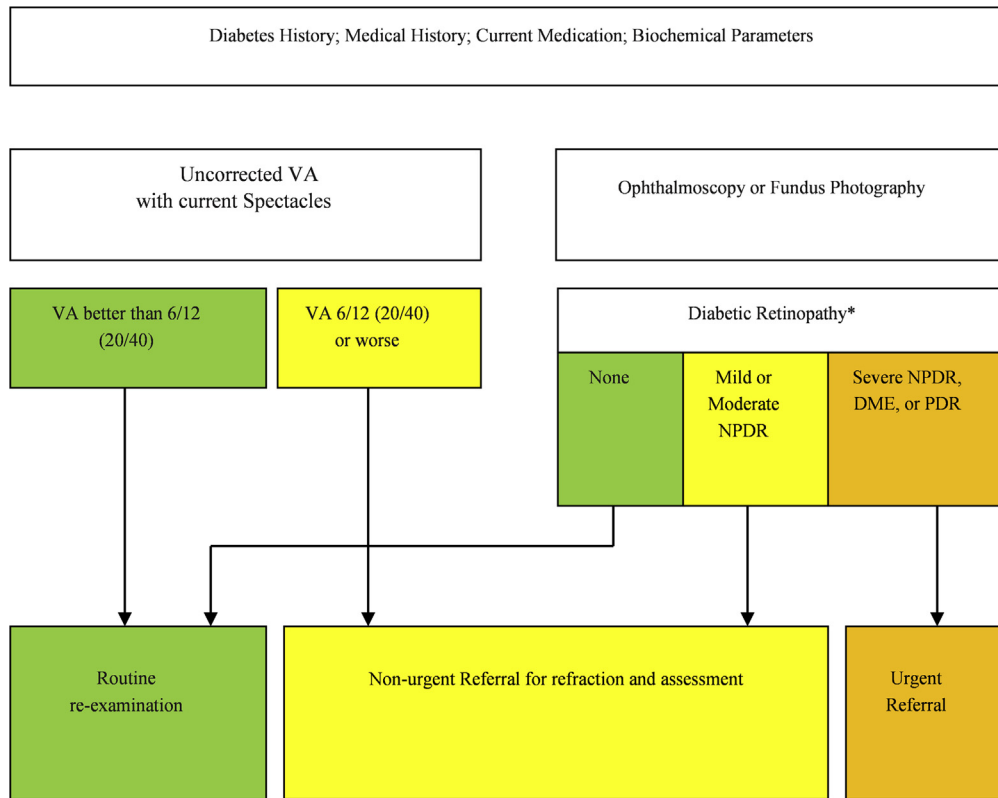 Diabetes History; Medical History; Current Medication; Biochemical Parameters
Uncorrected VA
with current Spectacles
Ophthalmoscopy or Fundus Photography
VA better than 6/12
(20/40)
VA 6/12 (20/40)
or worse
Diabetic Retinopathy*
None
Mild or
Moderate
NPDR
Severe NPDR,
DME, or PDR
Routine
re-examination
Non-urgent Referral for refraction and assessment
Urgent
Referral